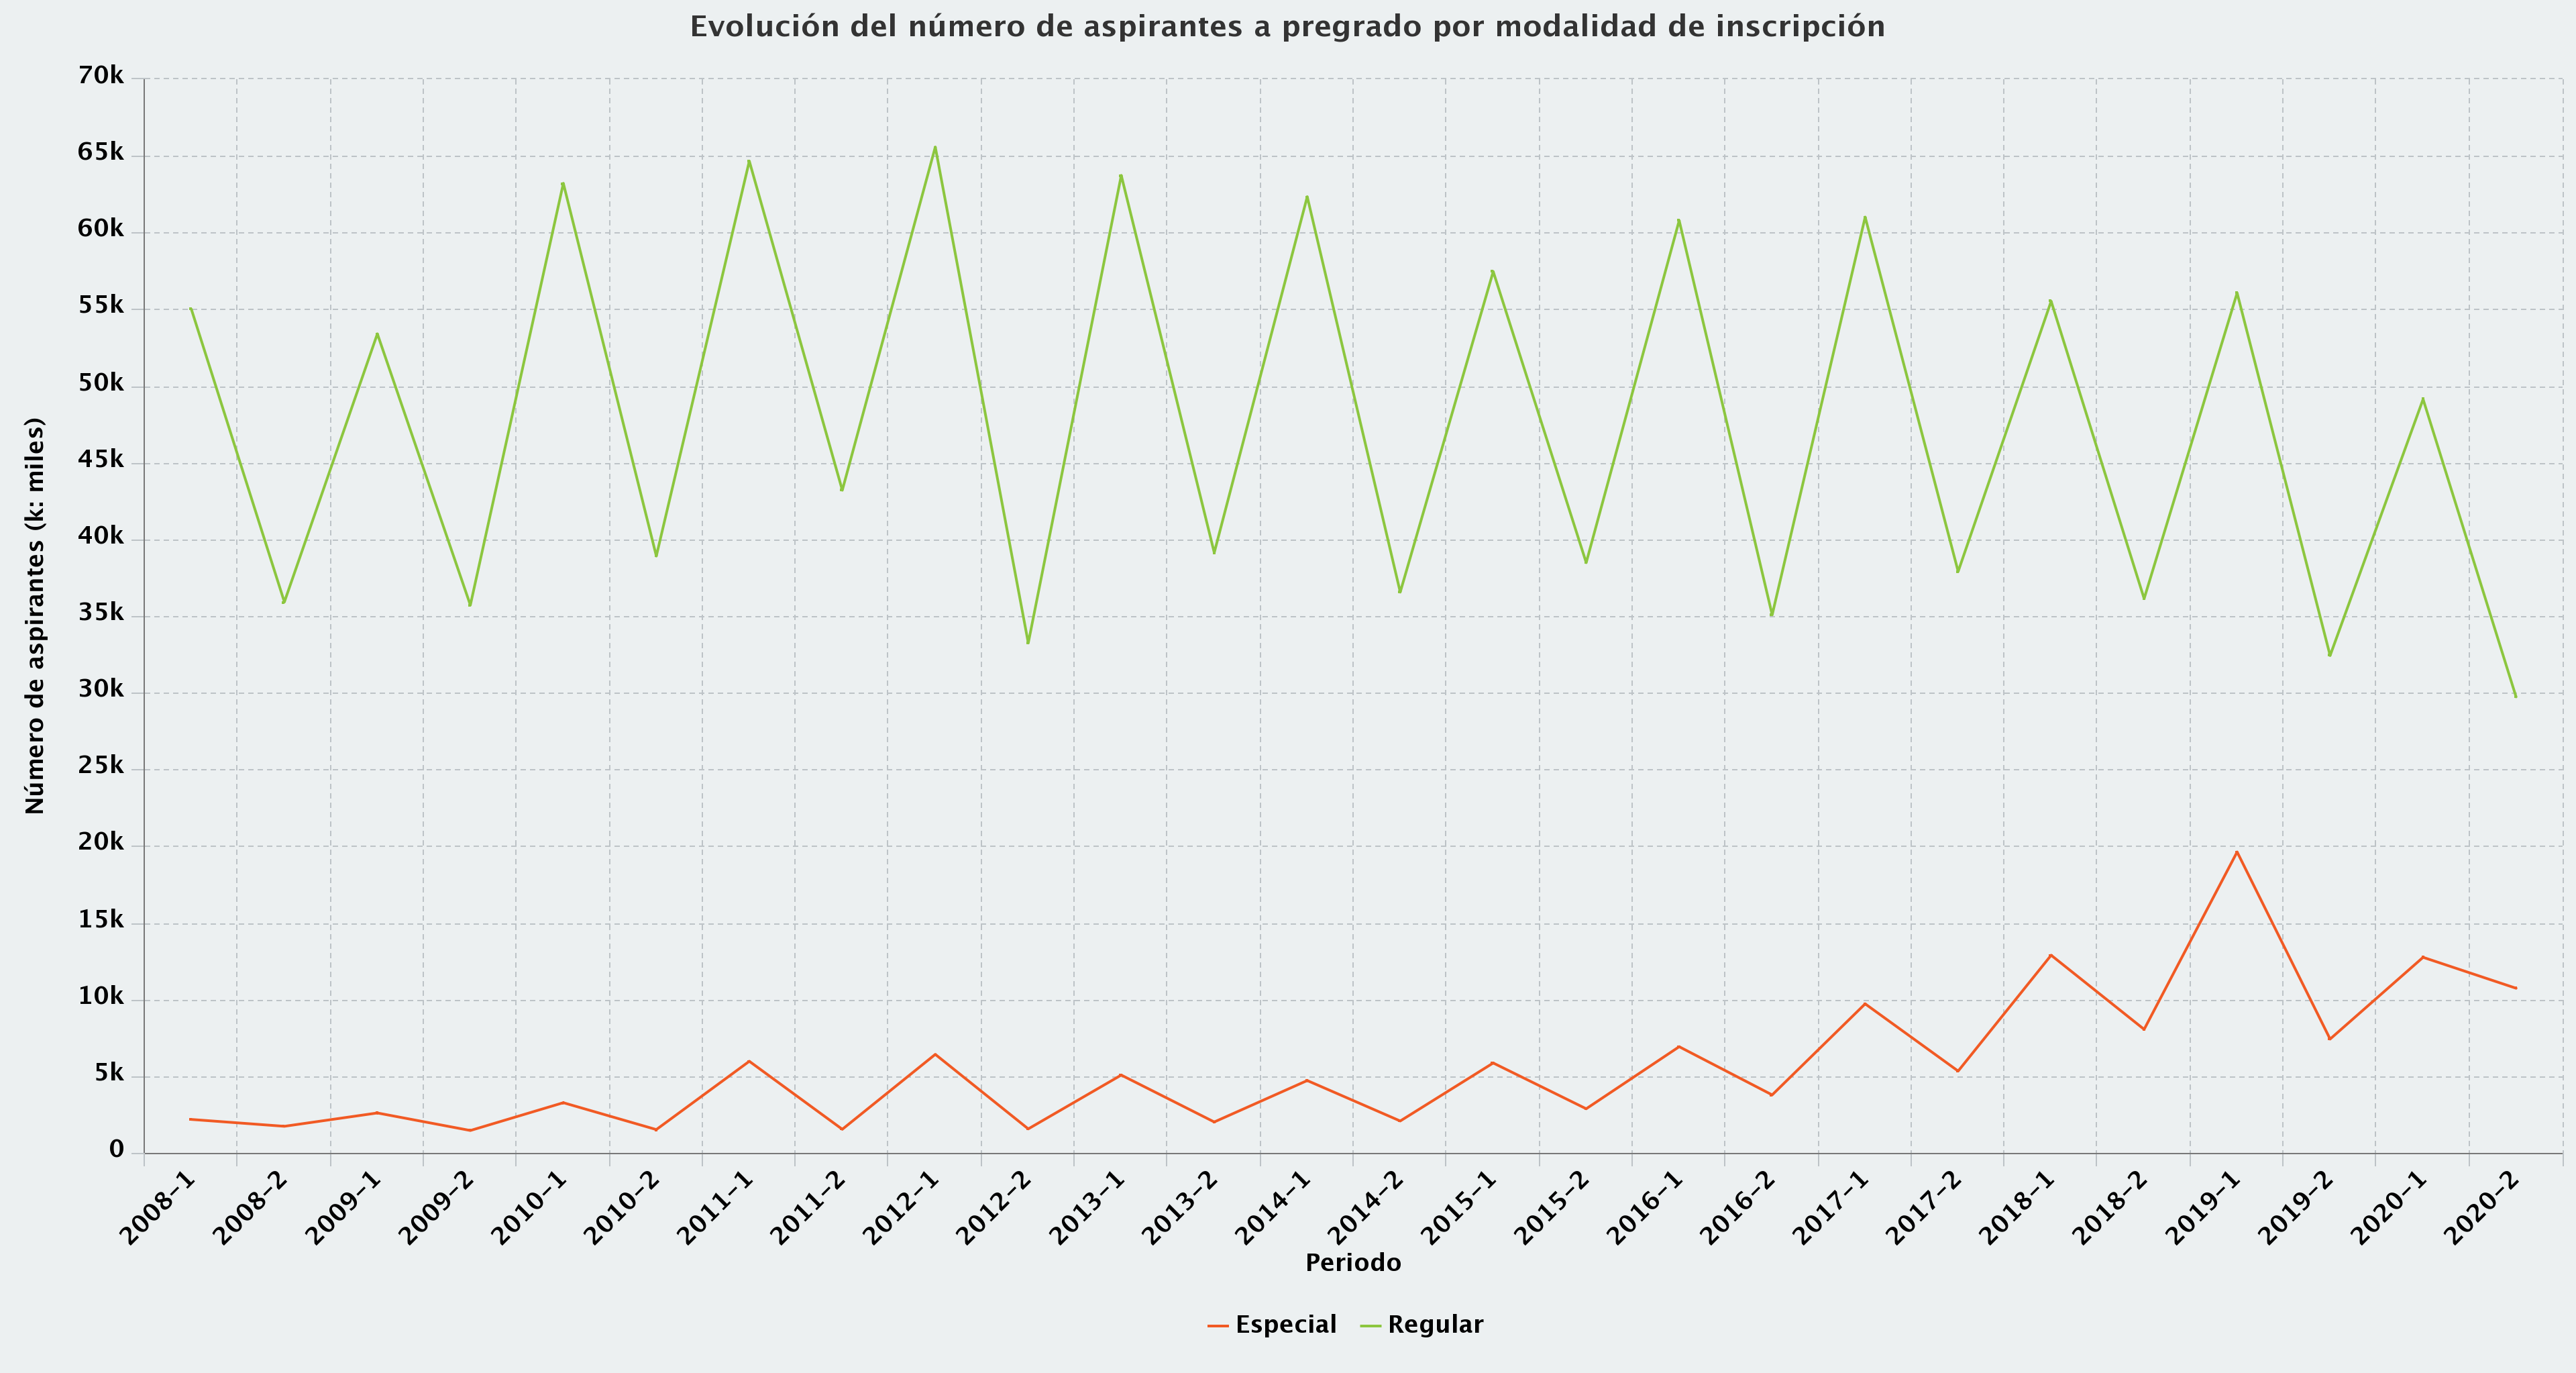 Evolución del número de aspirantes a pregrado por modalidad de inscripción
Número de aspirantes (k: miles)
70k
65k
60k
55k
50k
45k
40k
35k
30k
25k
20k
15k
10k
5k
0
2008-1
2008-2
2009-1
2009-2
2010-1
2010-2
2011-1
2011-2
2012-1
2012-2
2013-1
2013-2
2014-1
2014-2
2015-1
2015-2
2016-1
2016-2
2017-1
2017-2
2018-1
2018-2
2019-1
2019-2
2020-1
2020-2
Periodo
Especial Regular